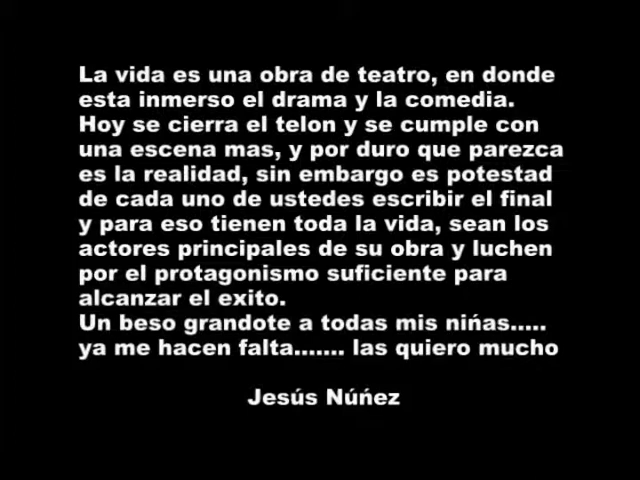 La vida es una obra de teatro, en donde
esta inmerso el drama y la comedia.
Hoy se cierra el telon y se cumple con
una escena mas, y por duro que parezca
es la realidad, sin embargo es potestad
de cada uno de ustedes escribir el final
y para eso tienen toda la vida, sean los
actores principales de su obra y luchen
por el protagonismo suficiente para
alcanzar el exito.
Un beso grandote a todas mis nińas.....
ya me hacen falta....... las quiero mucho
Jesús Núńez